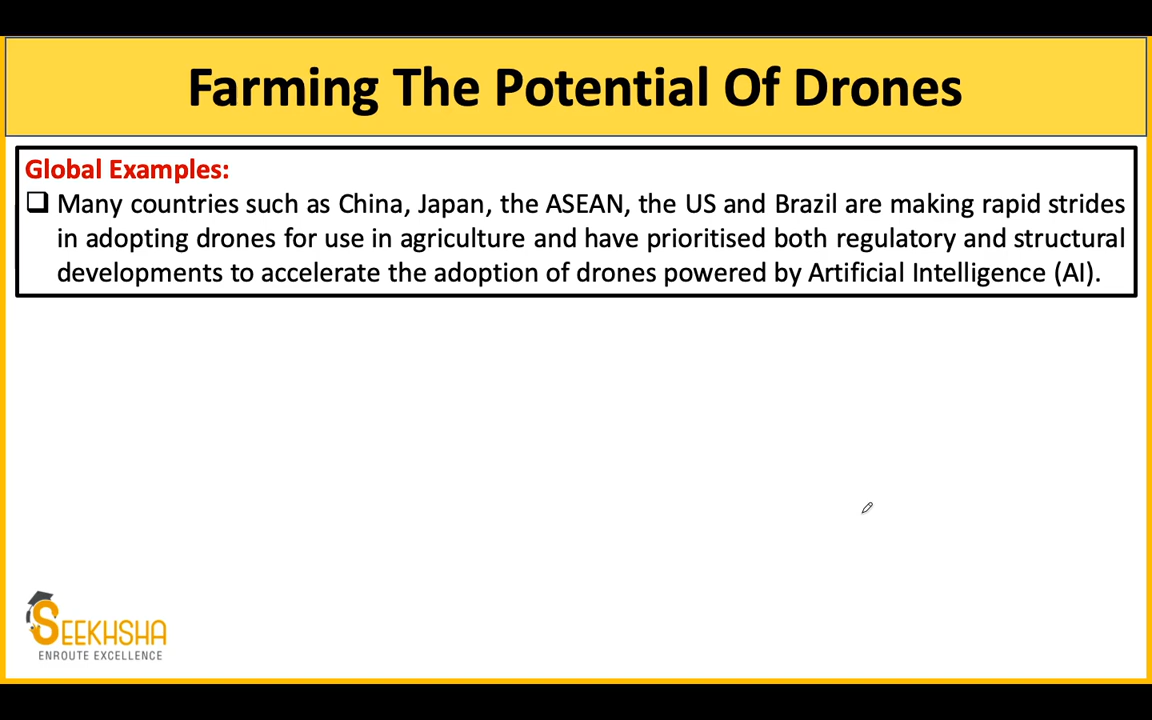 Farming The Potential Of Drones
Global Examples:
Many countries such as China, Japan, the ASEAN, the US and Brazil are making rapid strides
in adopting drones for use in agriculture and have prioritised both regulatory and structural
developments to accelerate the adoption of drones powered by Artificial Intelligence (AI).
SEEKHSHA
ENROUTE EXCELLENCE